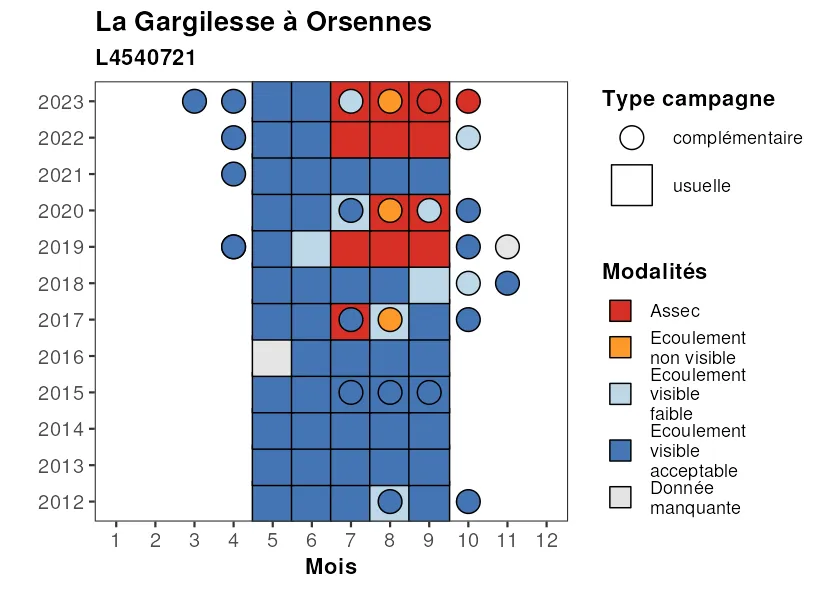 La Gargilesse à Orsennes
L4540721
2023
2022
2021
2020
2019
2018
2017
2016
2015
2014
2013
2012
1 2 3 4 5 6 7 8 9 10 11 12
Mois
Type campagne
complémentaire
usuelle
Modalités
Assec
Ecoulement
non visible
Ecoulement
visible
faible
Ecoulement
visible
acceptable
Donnée
manquante